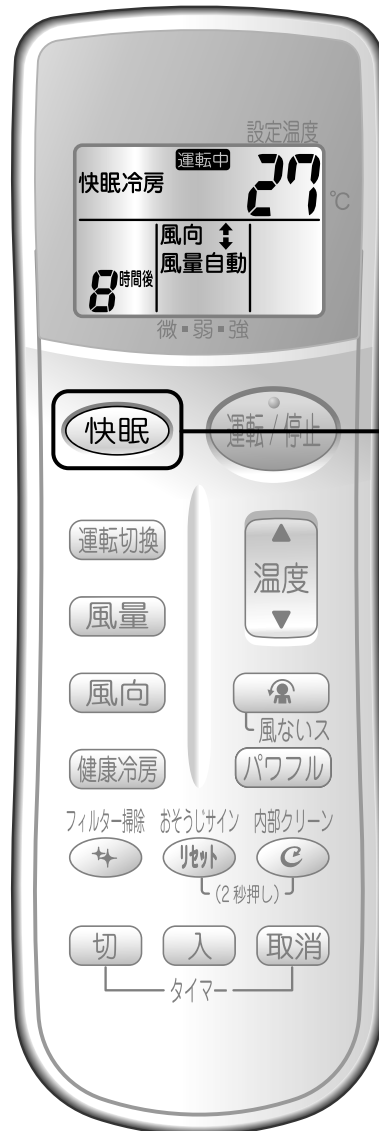 設定温度
運転中
快眠冷房 27 ℃
風向
風量自動
8時間後
微・弱・強
快眠 運転/停止
運転切換
温度
風量
風向
風ないス
健康冷房 パワフル
フィルター掃除 おそうじサイン 内部クリーン
リセット
(2秒押し)
切 入 取消
タイマー